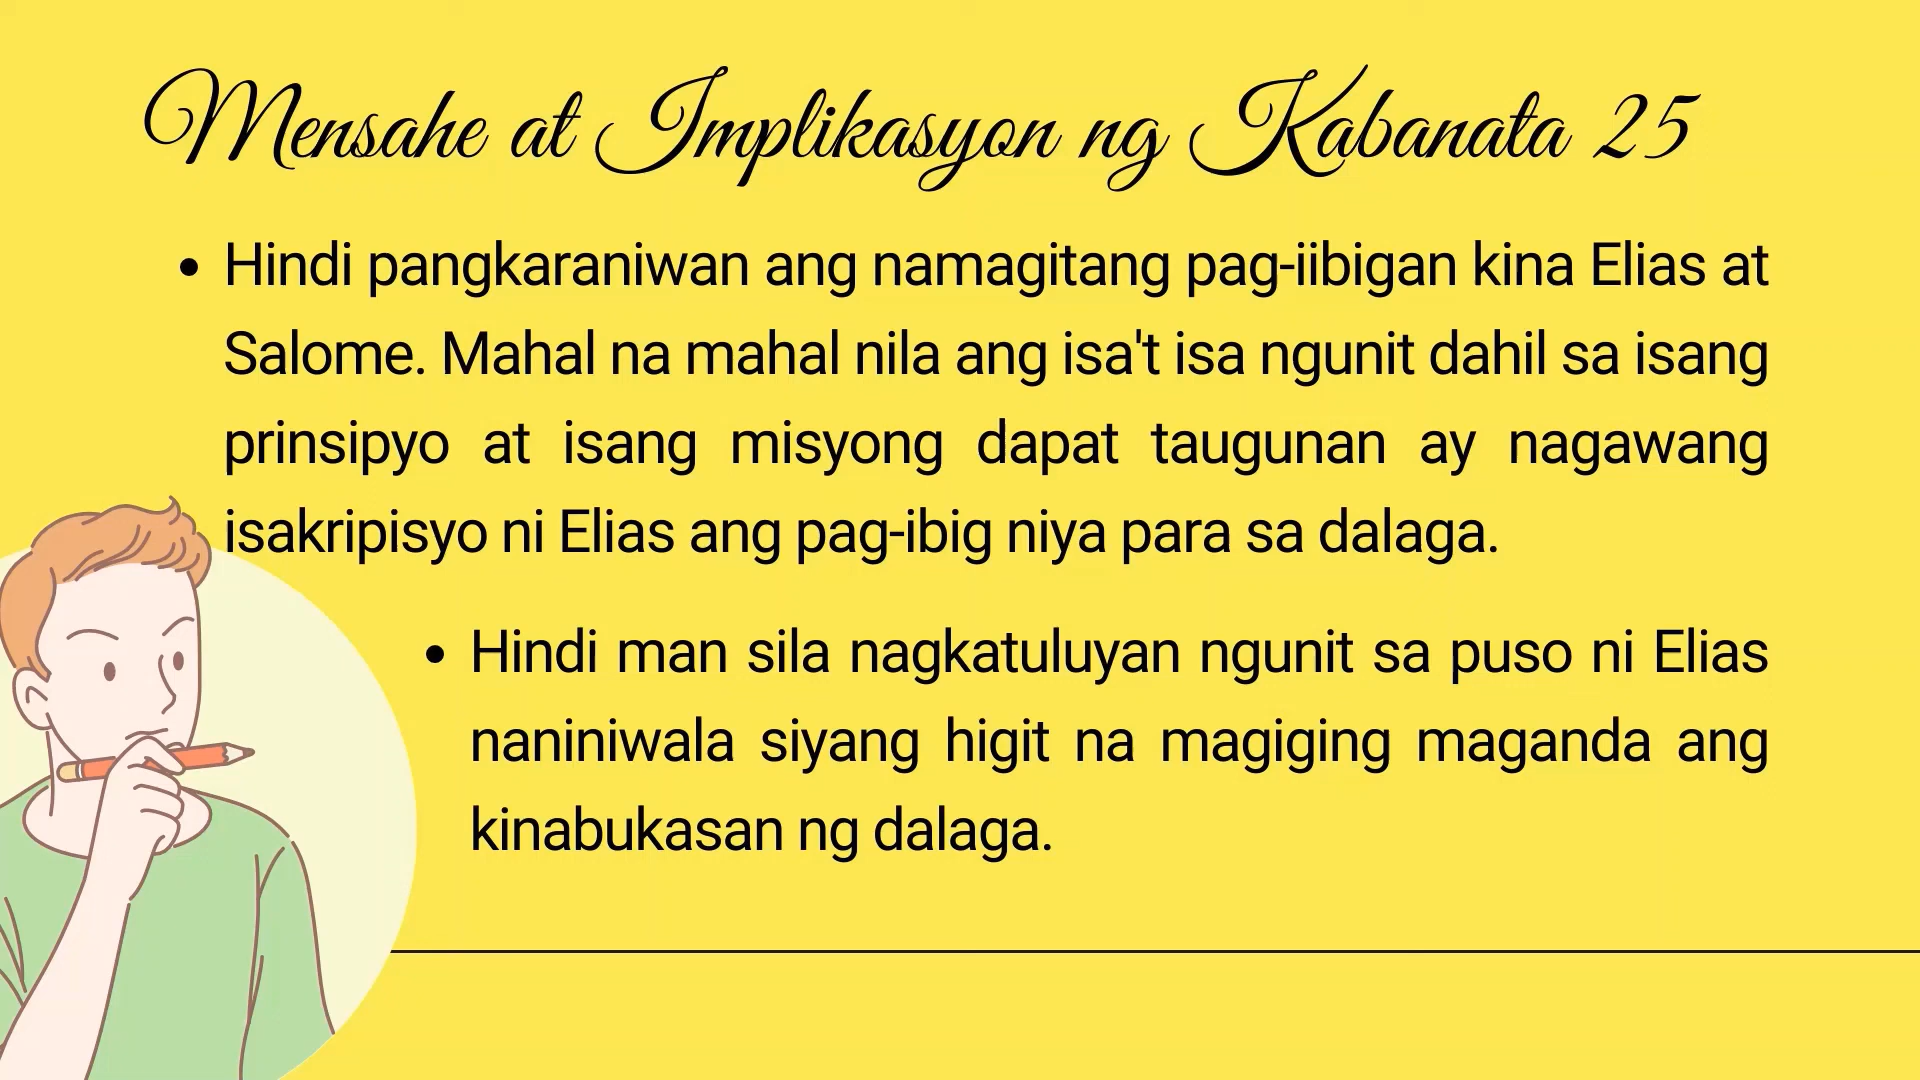 Mensahe at Implikasyon ng Kabanata 25
• Hindi pangkaraniwan ang namagitang pag-iibigan kina Elias at
Salome. Mahal na mahal nila ang isa't isa ngunit dahil sa isang
prinsipyo at isang misyong dapat taugunan ay nagawang
isakripisyo ni Elias ang pag-ibig niya para sa dalaga.
• Hindi man sila nagkatuluyan ngunit sa puso ni Elias
naniniwala siyang higit na magiging maganda ang
kinabukasan ng dalaga.